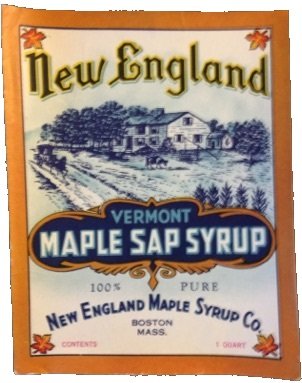 New England
VERMONT
MAPLE SAP SYRUP
100% PURE
NEW ENGLAND MAPLE SYRUP CO.
BOSTON
MASS.
CONTENTS 1 QUART